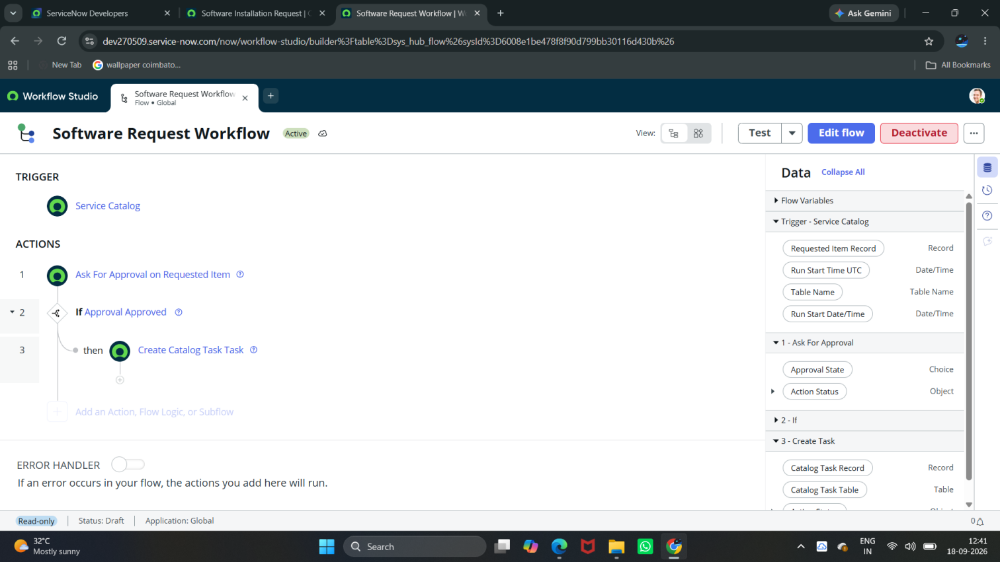 ServiceNow Developers
Software Installation Request |
Software Request Workflow | W
Ask Gemini
dev270509.service-now.com/now/workflow-studio/builder%3Ftable%3Dsys_hub_flow%26sysId%3D6008e1be478f8f90d799bb30116d430b%26
New Tab
wallpaper coimbato...
All Bookmarks
Workflow Studio
Software Request Workflow
Flow • Global
Software Request Workflow
Active
View:
Test
Edit flow
Deactivate
TRIGGER
Service Catalog
ACTIONS
1
Ask For Approval on Requested Item
2
If Approval Approved
3
then
Create Catalog Task Task
Add an Action, Flow Logic, or Subflow
ERROR HANDLER
If an error occurs in your flow, the actions you add here will run.
Data
Collapse All
Flow Variables
Trigger - Service Catalog
Requested Item Record Record
Run Start Time UTC Date/Time
Table Name Table Name
Run Start Date/Time Date/Time
1 - Ask For Approval
Approval State Choice
Action Status Object
2 - If
3 - Create Task
Catalog Task Record Record
Catalog Task Table Table
Read-only
Status: Draft
Application: Global
0
32°C
Mostly sunny
Search
ENG
IN
12:41
18-09-2026